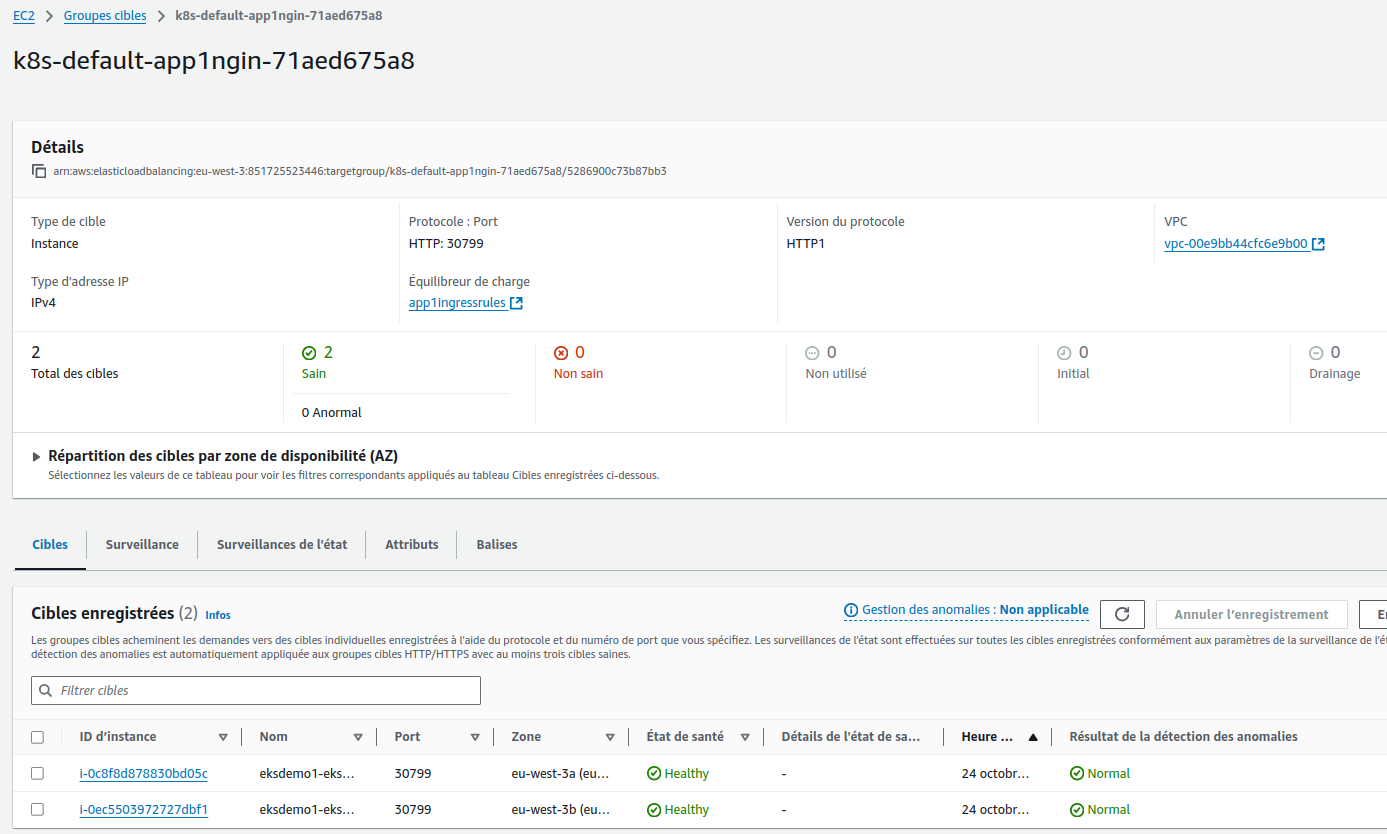 EC2 > Groupes cibles > k8s-default-app1ngin-71aed675a8
k8s-default-app1ngin-71aed675a8
Détails
arn:aws:elasticloadbalancing:eu-west-3:851725523446:targetgroup/k8s-default-app1ngin-71aed675a8/5286900c73b87bb3
Type de cible
Instance
Protocole : Port
HTTP: 30799
Version du protocole
HTTP1
VPC
vpc-00e9bb44cfc6e9b00
Type d'adresse IP
IPv4
Équilibreur de charge
app1ingressrules
2
Total des cibles
2
Sain
0 Anormal
0
Non sain
0
Non utilisé
0
Initial
0
Drainage
Répartition des cibles par zone de disponibilité (AZ)
Sélectionnez les valeurs de ce tableau pour voir les filtres correspondants appliqués au tableau Cibles enregistrées ci-dessous.
Cibles Surveillance Surveillances de l'état Attributs Balises
Cibles enregistrées (2) Infos
Gestion des anomalies : Non applicable
Annuler l'enregistrement
Les groupes cibles acheminent les demandes vers des cibles individuelles enregistrées à l'aide du protocole et du numéro de port que vous spécifiez. Les surveillances de l'état sont effectuées sur toutes les cibles enregistrées conformément aux paramètres de la surveillance de l'ét
détection des anomalies est automatiquement appliquée aux groupes cibles HTTP/HTTPS avec au moins trois cibles saines.
Filtrer cibles
ID d'instance Nom Port Zone État de santé Détails de l'état de sa... Heure ... Résultat de la détection des anomalies
i-0c8f8d878830bd05c eksdemo1-eks... 30799 eu-west-3a (eu... Healthy - 24 octobr... Normal
i-0ec5503972727dbf1 eksdemo1-eks... 30799 eu-west-3b (eu... Healthy - 24 octobr... Normal